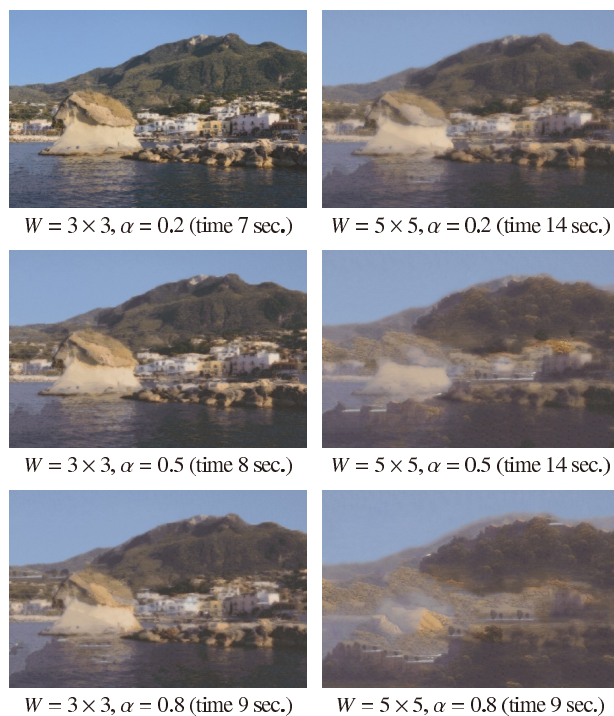 W = 3 × 3, α = 0.2 (time 7 sec.)
W = 5 × 5, α = 0.2 (time 14 sec.)
W = 3 × 3, α = 0.5 (time 8 sec.)
W = 5 × 5, α = 0.5 (time 14 sec.)
W = 3 × 3, α = 0.8 (time 9 sec.)
W = 5 × 5, α = 0.8 (time 9 sec.)